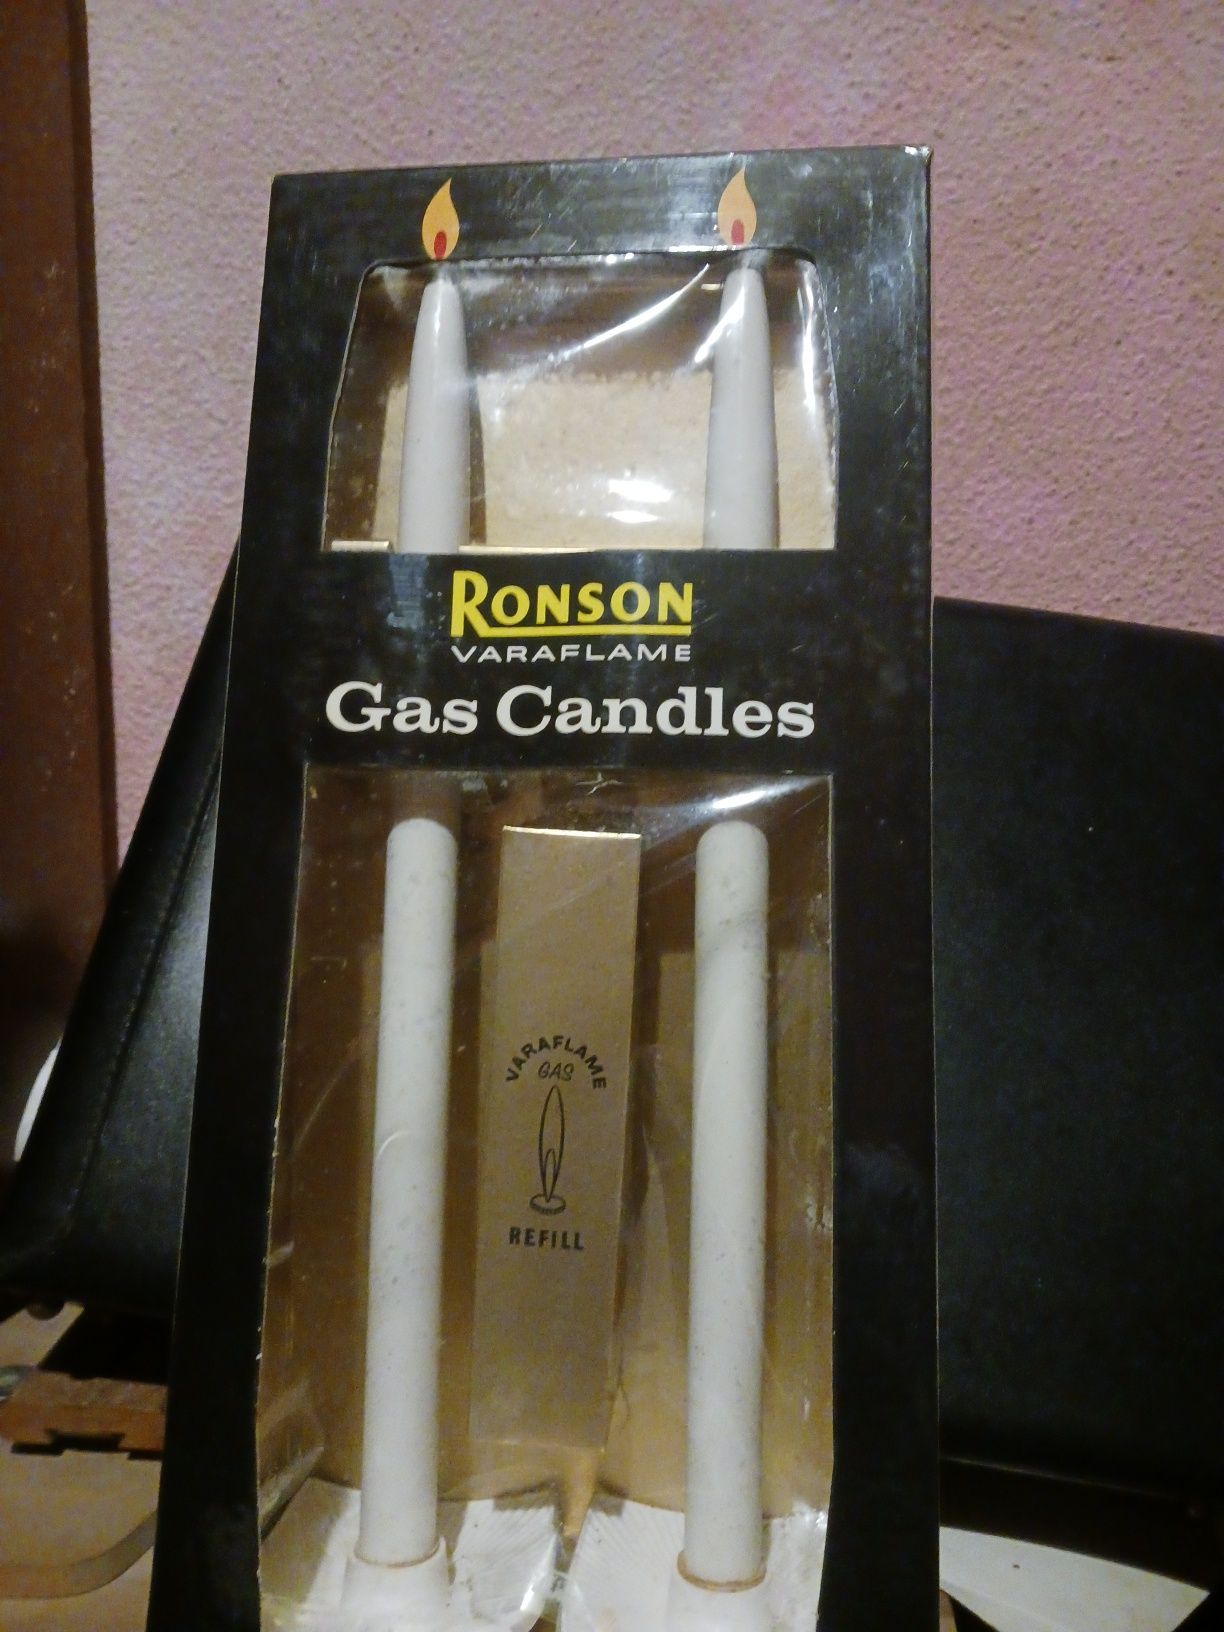 RONSON
VARAFLAME
Gas Candles
VARAFLAME
GAS
REFILL